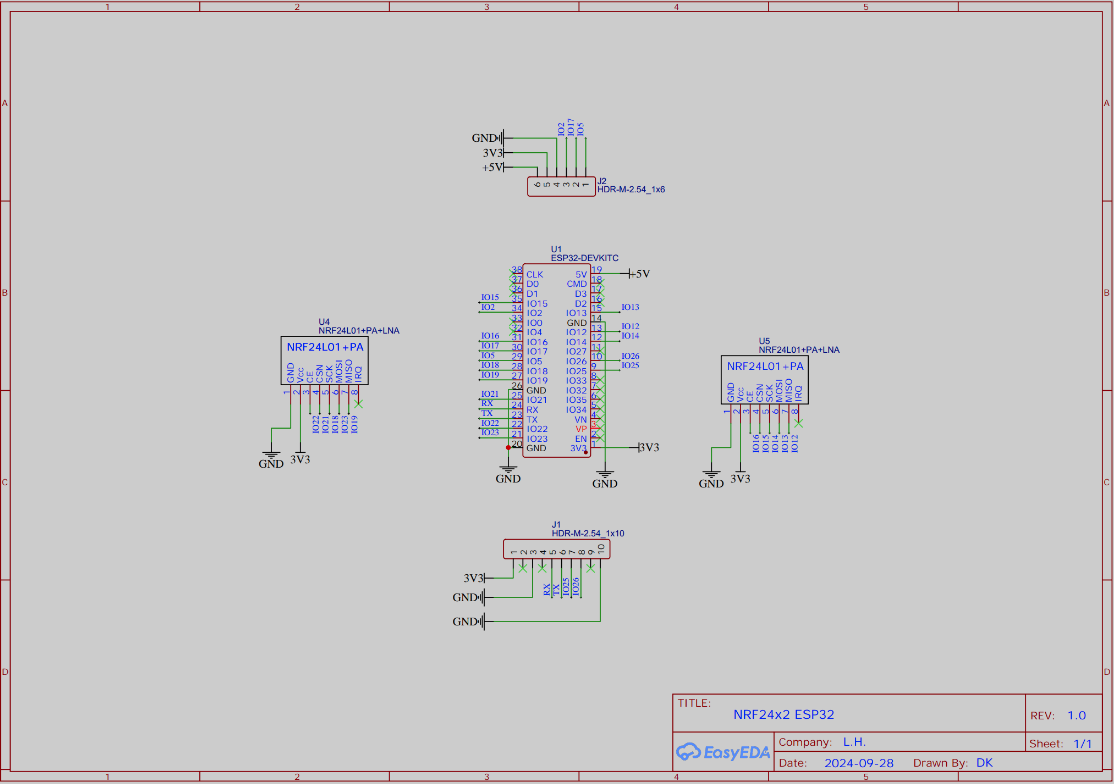 1 2 3 4 5
A A
B B
C C
D D
IO2 IO17 IO5
GND
3V3
+5V
6 5 4 3 2 1
J2
HDR-M-2.54_1x6
U1
ESP32-DEVKITC
38 CLK 5V 19 +5V
37 D0 CMD 18
36 D1 D3 17
IO15 35 IO15 D2 16
IO2 34 IO2 IO13 15 IO13
33 IO0 GND 14
32 IO4 IO12 13 IO12
IO16 31 IO16 IO14 12 IO14
IO17 30 IO17 IO27 11
IO5 29 IO5 IO26 10 IO26
IO18 28 IO18 IO25 9 IO25
IO19 27 IO19 IO33 8
26 GND IO32 7
IO21 25 IO21 IO35 6
RX 24 RX IO34 5
TX 23 TX VN
IO22 22 IO22 VP
IO23 21 IO23 EN 2
20 GND 3V3 1 3V3
GND
GND
U4
NRF24L01+PA+LNA
NRF24L01+PA
GND Vcc CE CSN SCK MOSI MISO IRQ
1 2 3 4 5 6 7 8
IO22 IO21 IO18 IO23 IO19
GND 3V3
U5
NRF24L01+PA+LNA
NRF24L01+PA
GND Vcc CE CSN SCK MOSI MISO IRQ
1 2 3 4 5 6 7 8
IO16 IO15 IO14 IO13 IO12
GND 3V3
J1
HDR-M-2.54_1x10
1 2 3 4 5 6 7 8 9 10
3V3
RX TX IO25 IO26
GND
GND
TITLE:
NRF24x2 ESP32
REV: 1.0
EasyEDA
Company: L.H.
Sheet: 1/1
Date: 2024-09-28 Drawn By: DK
1 2 3 4 5